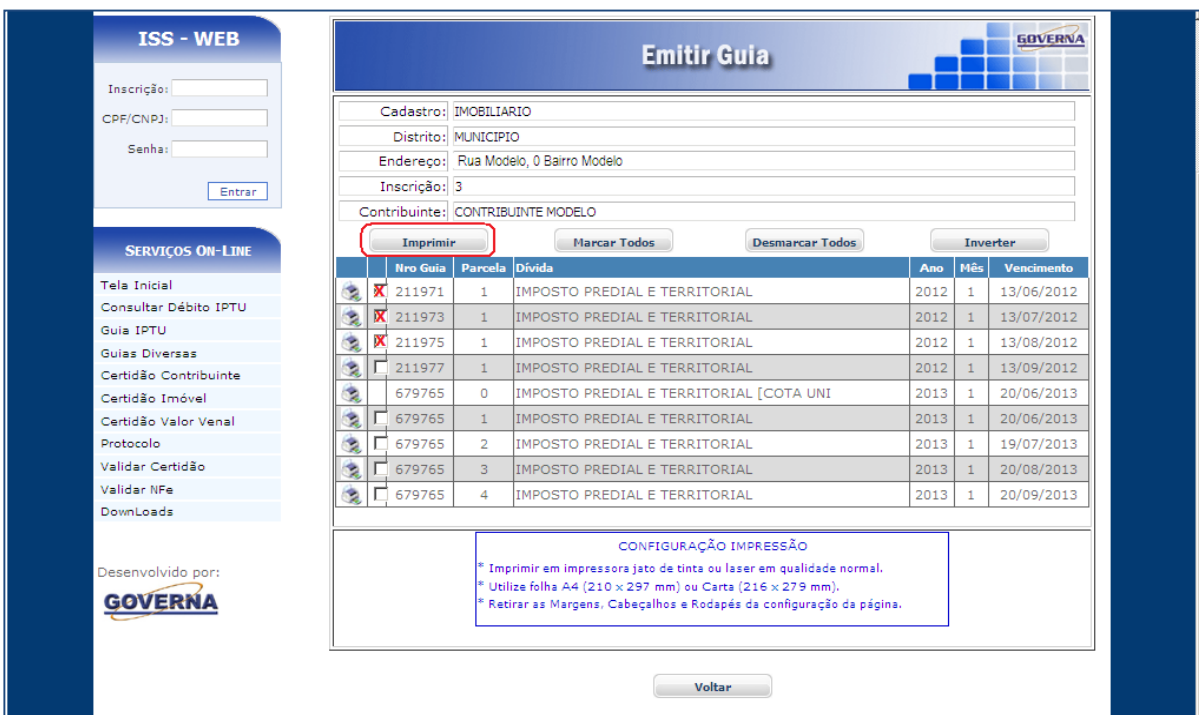 ISS - WEB
Inscrição:
CPF/CNPJ:
Senha:
Entrar
SERVIÇOS ON-LINE
Tela Inicial
Consultar Débito IPTU
Guia IPTU
Guias Diversas
Certidão Contribuinte
Certidão Imóvel
Certidão Valor Venal
Protocolo
Validar Certidão
Validar NFe
DownLoads
Desenvolvido por:
GOVERNA
Emitir Guia
GOVERNA
Cadastro: IMOBILIARIO
Distrito: MUNICIPIO
Endereço: Rua Modelo, 0 Bairro Modelo
Inscrição: 3
Contribuinte: CONTRIBUINTE MODELO
Imprimir Marcar Todos Desmarcar Todos Inverter
Nro Guia Parcela Dívida Ano Mês Vencimento
X 211971 1 IMPOSTO PREDIAL E TERRITORIAL 2012 1 13/06/2012
X 211973 1 IMPOSTO PREDIAL E TERRITORIAL 2012 1 13/07/2012
X 211975 1 IMPOSTO PREDIAL E TERRITORIAL 2012 1 13/08/2012
211977 1 IMPOSTO PREDIAL E TERRITORIAL 2012 1 13/09/2012
679765 0 IMPOSTO PREDIAL E TERRITORIAL [COTA UNI 2013 1 20/06/2013
679765 1 IMPOSTO PREDIAL E TERRITORIAL 2013 1 20/06/2013
679765 2 IMPOSTO PREDIAL E TERRITORIAL 2013 1 19/07/2013
679765 3 IMPOSTO PREDIAL E TERRITORIAL 2013 1 20/08/2013
679765 4 IMPOSTO PREDIAL E TERRITORIAL 2013 1 20/09/2013
CONFIGURAÇÃO IMPRESSÃO
* Imprimir em impressora jato de tinta ou laser em qualidade normal.
* Utilize folha A4 (210 x 297 mm) ou Carta (216 x 279 mm).
* Retirar as Margens, Cabeçalhos e Rodapés da configuração da página.
Voltar